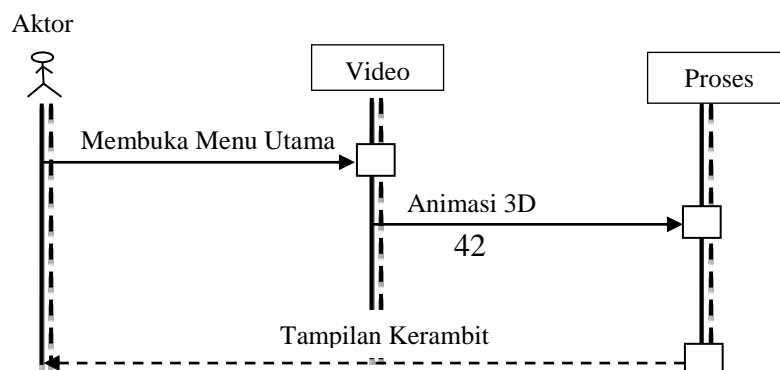 Aktor
Video
Proses
Membuka Menu Utama
Animasi 3D
42
Tampilan Kerambit